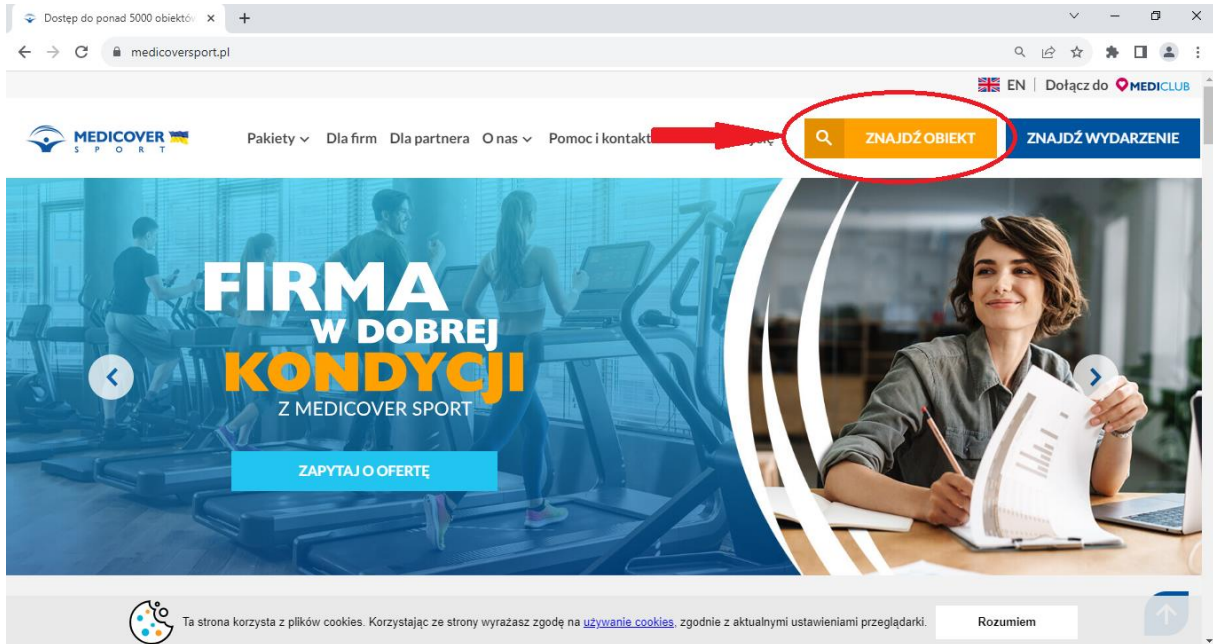 Dostęp do ponad 5000 obiektów
medicoversport.pl
EN | Dołącz do MEDICLUB
MEDICOVER
SPORT
Pakiety Dla firm Dla partnera O nas Pomoc i kontakt
ZNAJDŹ OBIEKT
ZNAJDŹ WYDARZENIE
FIRMA
W DOBREJ
KONDYCJI
Z MEDICOVER SPORT
ZAPYTAJ O OFERTĘ
Ta strona korzysta z plików cookies. Korzystając ze strony wyrażasz zgodę na używanie cookies, zgodnie z aktualnymi ustawieniami przeglądarki.
Rozumiem